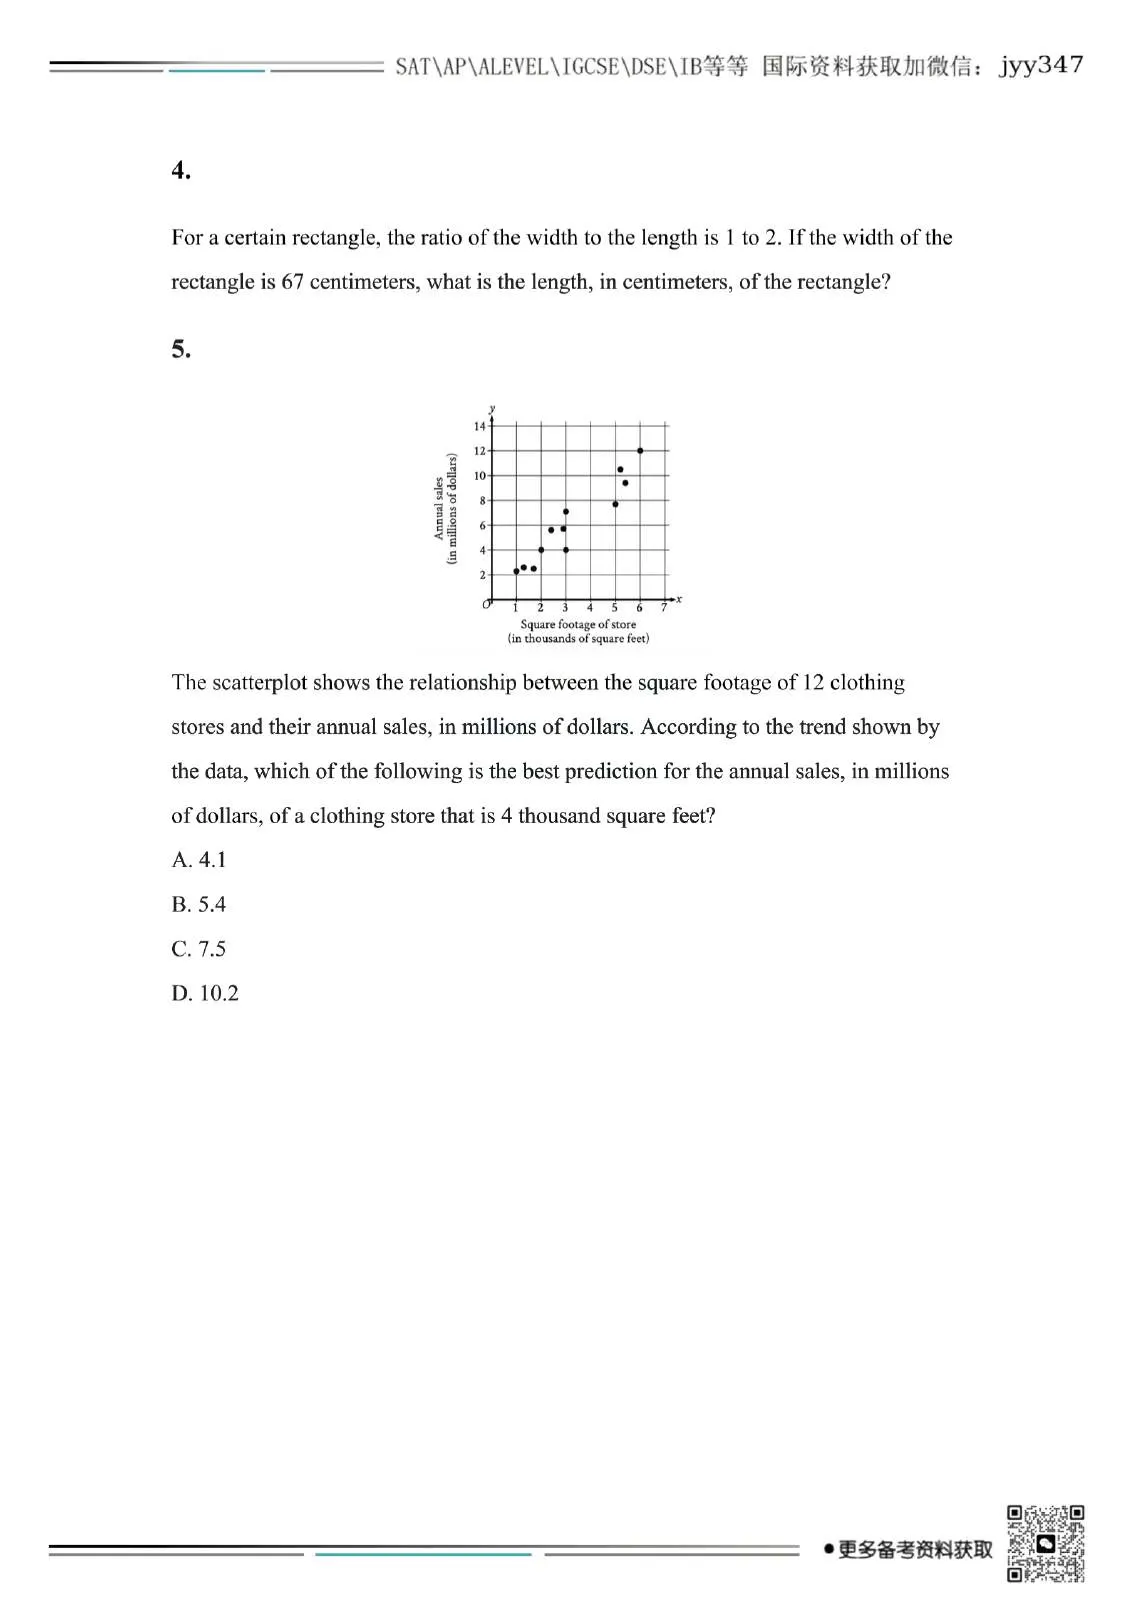 SAT\AP\ALEVEL\IGCSE\DSE\IB等等 国际资料获取加微信：jyy347
4.
For a certain rectangle, the ratio of the width to the length is 1 to 2. If the width of the
rectangle is 67 centimeters, what is the length, in centimeters, of the rectangle?
5.
y
14
12
10
8
6
4
2
O
1 2 3 4 5 6 7 x
Annual sales
(in millions of dollars)
Square footage of store
(in thousands of square feet)
The scatterplot shows the relationship between the square footage of 12 clothing
stores and their annual sales, in millions of dollars. According to the trend shown by
the data, which of the following is the best prediction for the annual sales, in millions
of dollars, of a clothing store that is 4 thousand square feet?
A. 4.1
B. 5.4
C. 7.5
D. 10.2
●更多备考资料获取